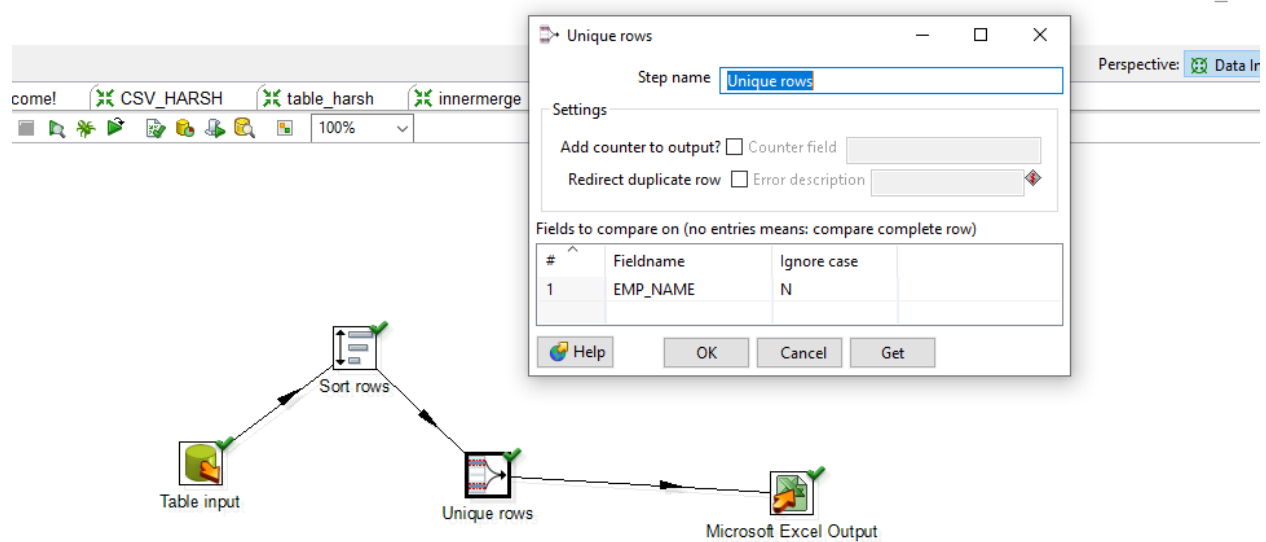 Unique rows
Perspective: Data In
Step name Unique rows
come! CSV_HARSH table_harsh innermerge
Settings
100%
Add counter to output? Counter field
Redirect duplicate row Error description
Fields to compare on (no entries means: compare complete row)
# Fieldname Ignore case
1 EMP_NAME N
Help OK Cancel Get
Sort rows
Table input
Unique rows
Microsoft Excel Output